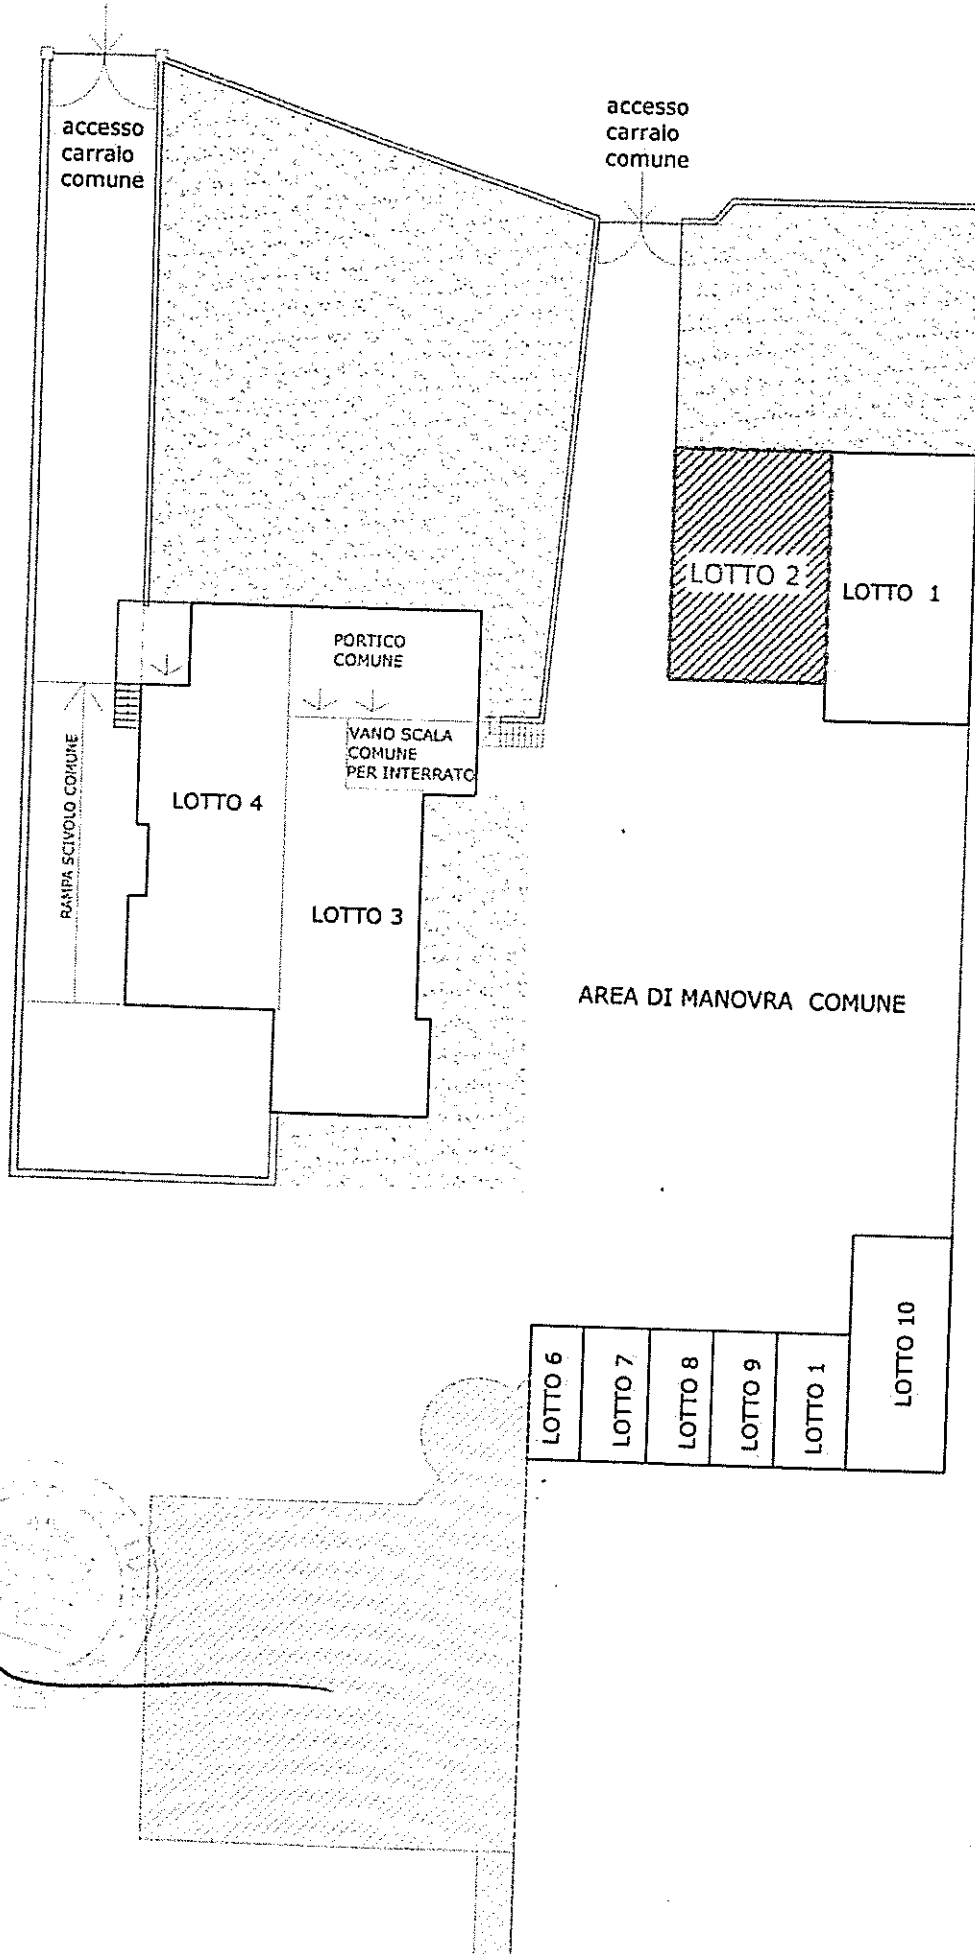 accesso
carraio
comune
accesso
carraio
comune
LOTTO 2
LOTTO 1
PORTICO
COMUNE
VANO SCALA
COMUNE
PER INTERRATO
RAMPA SCIVOLO COMUNE
LOTTO 4
LOTTO 3
AREA DI MANOVRA COMUNE
LOTTO 6
LOTTO 7
LOTTO 8
LOTTO 9
LOTTO 1
LOTTO 10